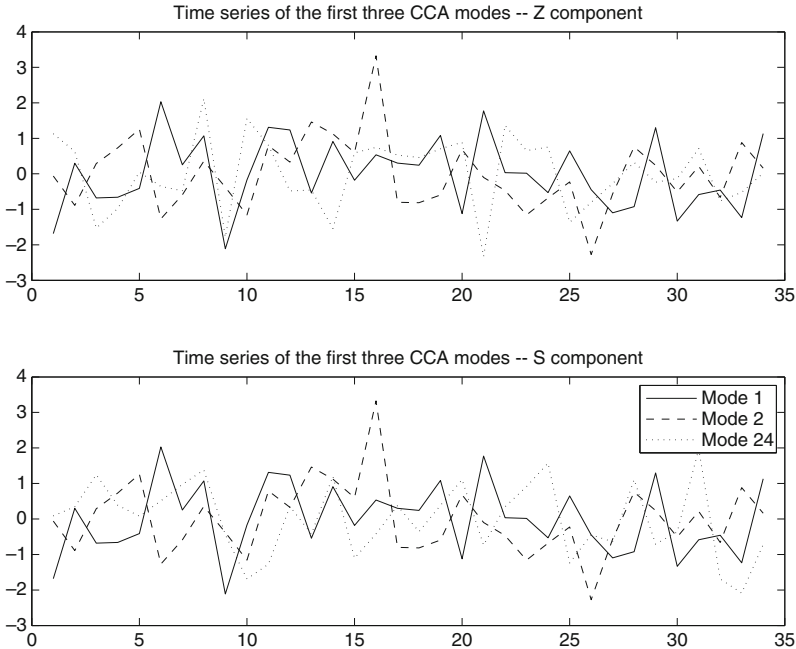 Time series of the first three CCA modes -- Z component
4
3
2
1
0
–1
–2
–3
0 5 10 15 20 25 30 35
Time series of the first three CCA modes -- S component
4
3
2
1
0
–1
–2
–3
Mode 1
Mode 2
Mode 24
0 5 10 15 20 25 30 35